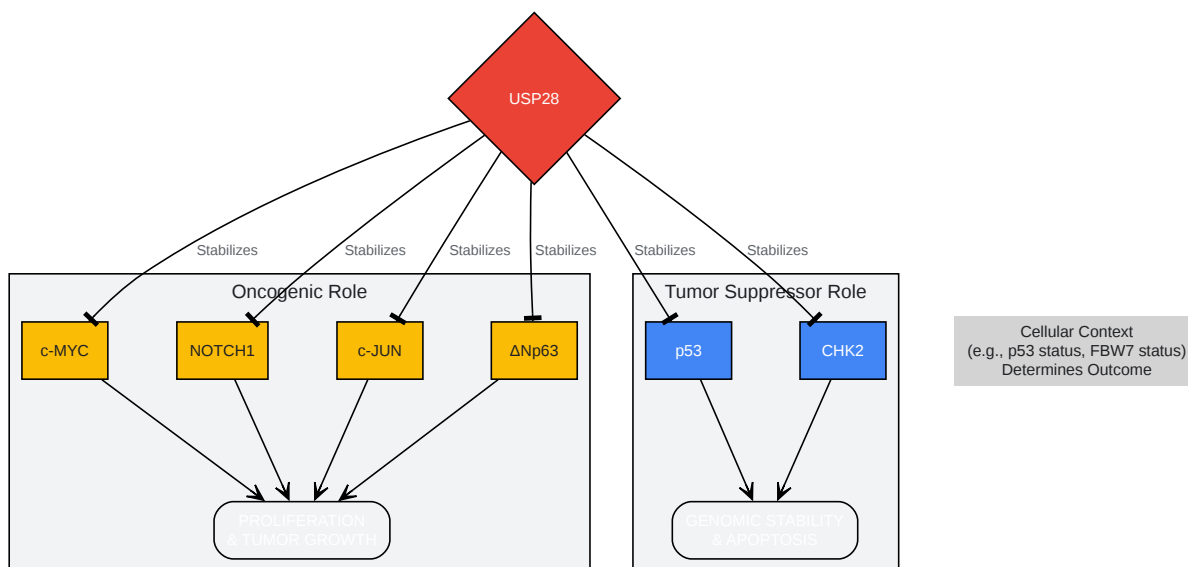 USP28
Stabilizes Stabilizes Stabilizes Stabilizes Stabilizes Stabilizes
Oncogenic Role
Tumor Suppressor Role
c-MYC
NOTCH1
c-JUN
ΔNp63
p53
CHK2
Cellular Context
(e.g., p53 status, FBW7 status)
Determines Outcome
PROLIFERATION
& TUMOR GROWTH
GENOMIC STABILITY
& APOPTOSIS